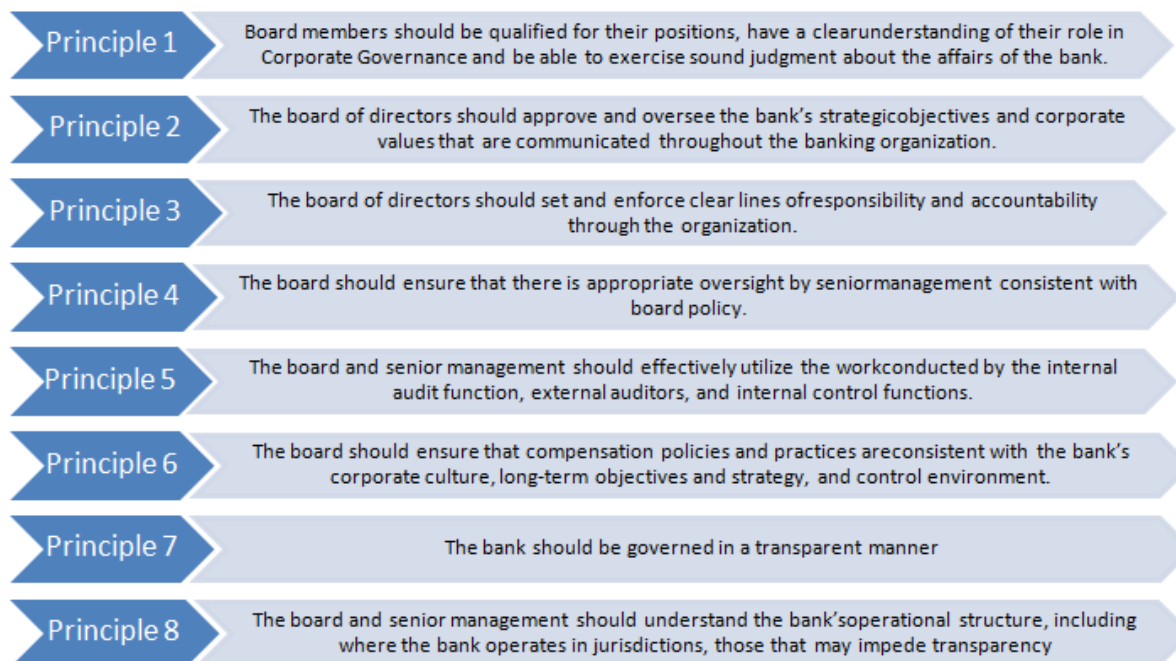 Principle 1
Board members should be qualified for their positions, have a clearunderstanding of their role in
Corporate Governance and be able to exercise sound judgment about the affairs of the bank.
Principle 2
The board of directors should approve and oversee the bank's strategicobjectives and corporate
values that are communicated throughout the banking organization.
Principle 3
The board of directors should set and enforce clear lines ofresponsibility and accountability
through the organization.
Principle 4
The board should ensure that there is appropriate oversight by seniormanagement consistent with
board policy.
Principle 5
The board and senior management should effectively utilize the workconducted by the internal
audit function, external auditors, and internal control functions.
Principle 6
The board should ensure that compensation policies and practices areconsistent with the bank's
corporate culture, long-term objectives and strategy, and control environment.
Principle 7
The bank should be governed in a transparent manner
Principle 8
The board and senior management should understand the bank'soperational structure, including
where the bank operates in jurisdictions, those that may impede transparency